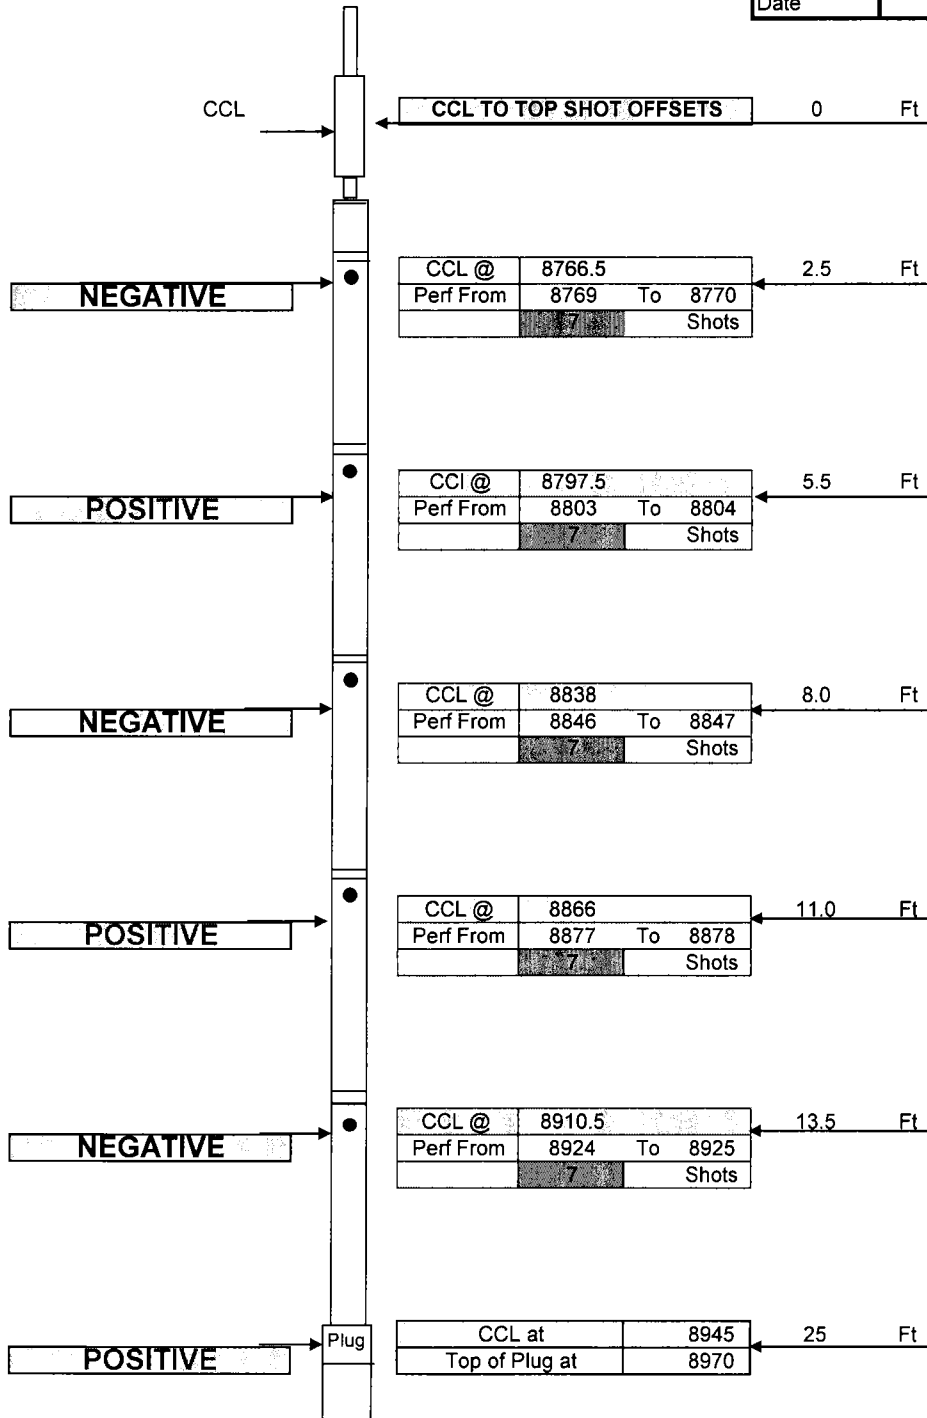 Date
CCL
CCL TO TOP SHOT OFFSETS 0 Ft
CCL @ 8766.5 2.5 Ft
NEGATIVE Perf From 8769 To 8770
7 Shots
CCl @ 8797.5 5.5 Ft
POSITIVE Perf From 8803 To 8804
7 Shots
CCL @ 8838 8.0 Ft
NEGATIVE Perf From 8846 To 8847
7 Shots
CCL @ 8866 11.0 Ft
POSITIVE Perf From 8877 To 8878
7 Shots
CCL @ 8910.5 13.5 Ft
NEGATIVE Perf From 8924 To 8925
7 Shots
Plug CCL at 8945 25 Ft
POSITIVE Top of Plug at 8970